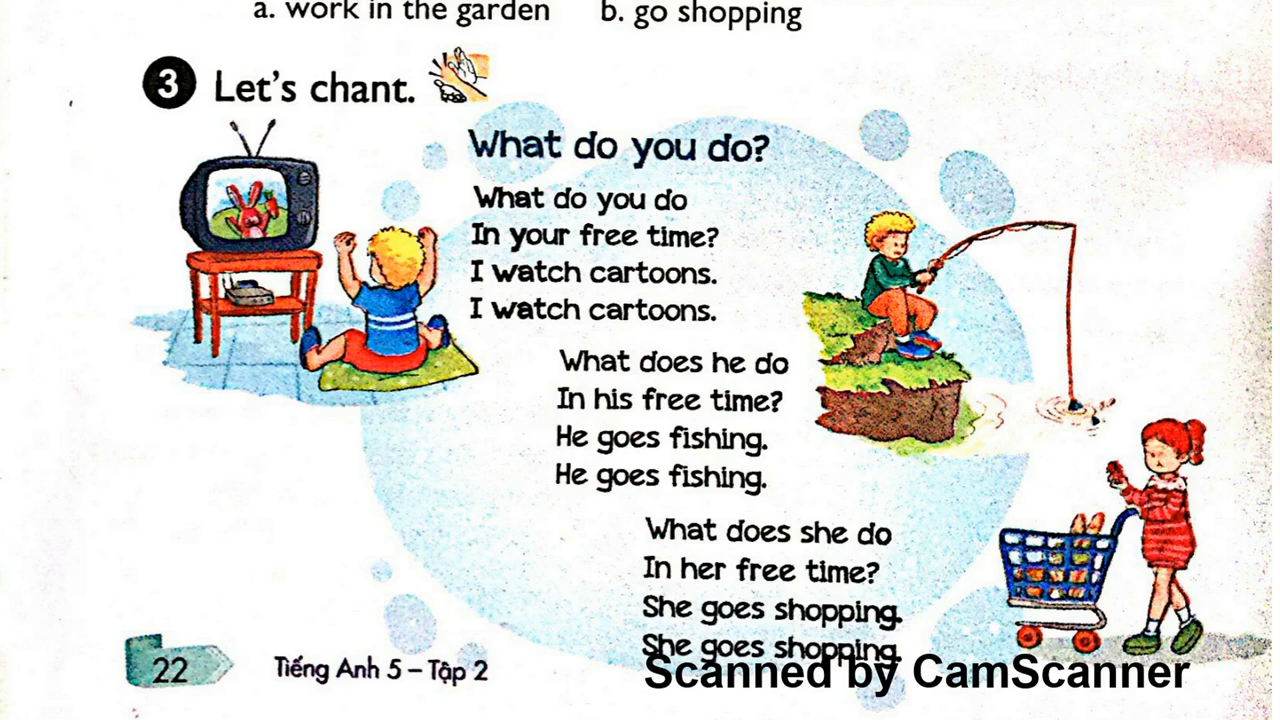 a. work in the garden b. go shopping
3 Let's chant.
What do you do?
What do you do
In your free time?
I watch cartoons.
I watch cartoons.
What does he do
In his free time?
He goes fishing.
He goes fishing.
What does she do
In her free time?
She goes shopping.
She goes shopping.
22 Tiếng Anh 5 – Tập 2
Scanned by CamScanner